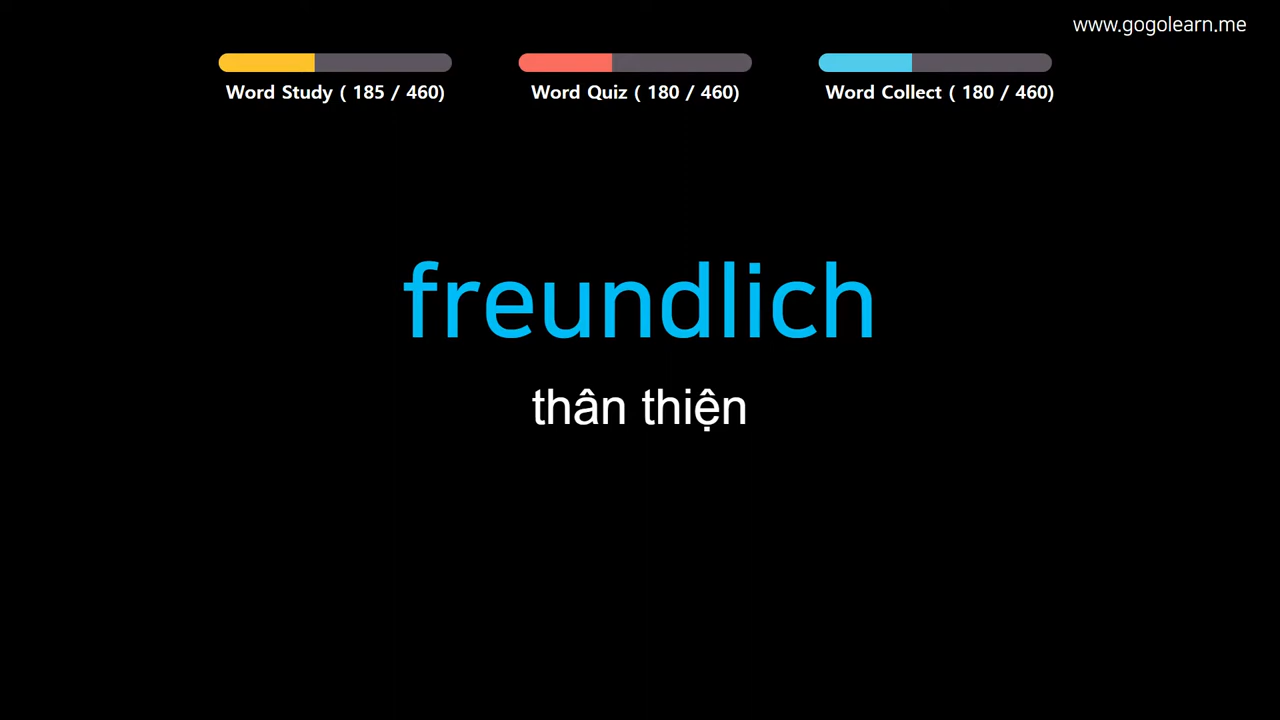 www.gogolearn.me
Word Study ( 185 / 460)
Word Quiz ( 180 / 460)
Word Collect ( 180 / 460)
freundlich
thân thiện